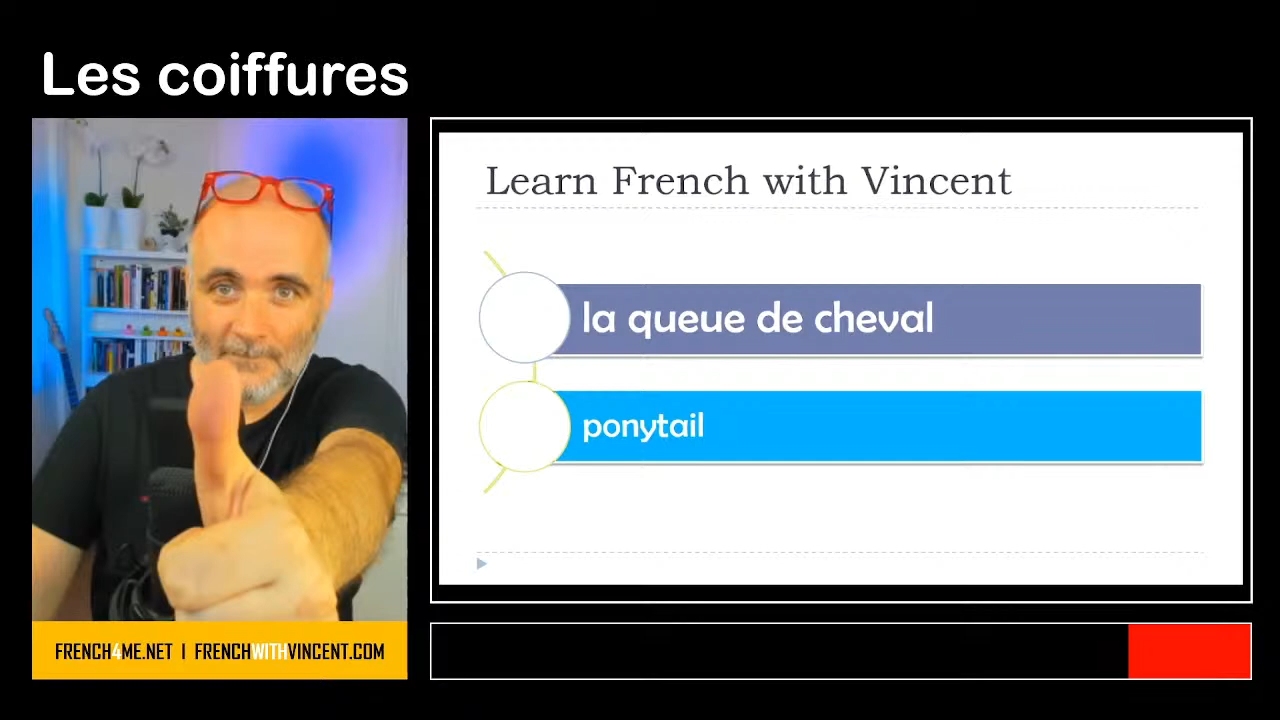 Les coiffures
Learn French with Vincent
la queue de cheval
ponytail
FRENCH4ME.NET | FRENCHWITHVINCENT.COM